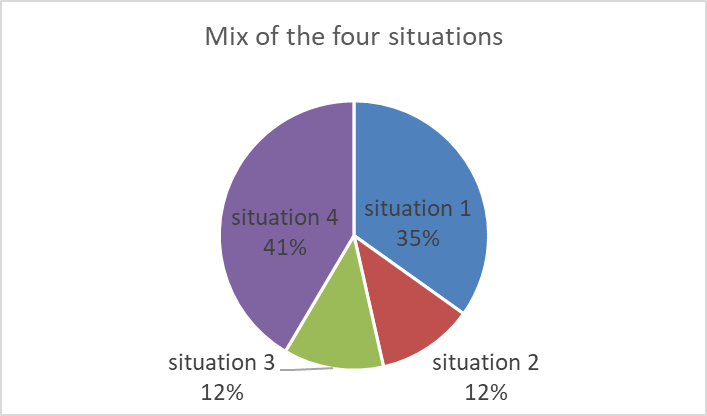 Mix of the four situations
situation 1
35%
situation 4
41%
situation 3
12%
situation 2
12%